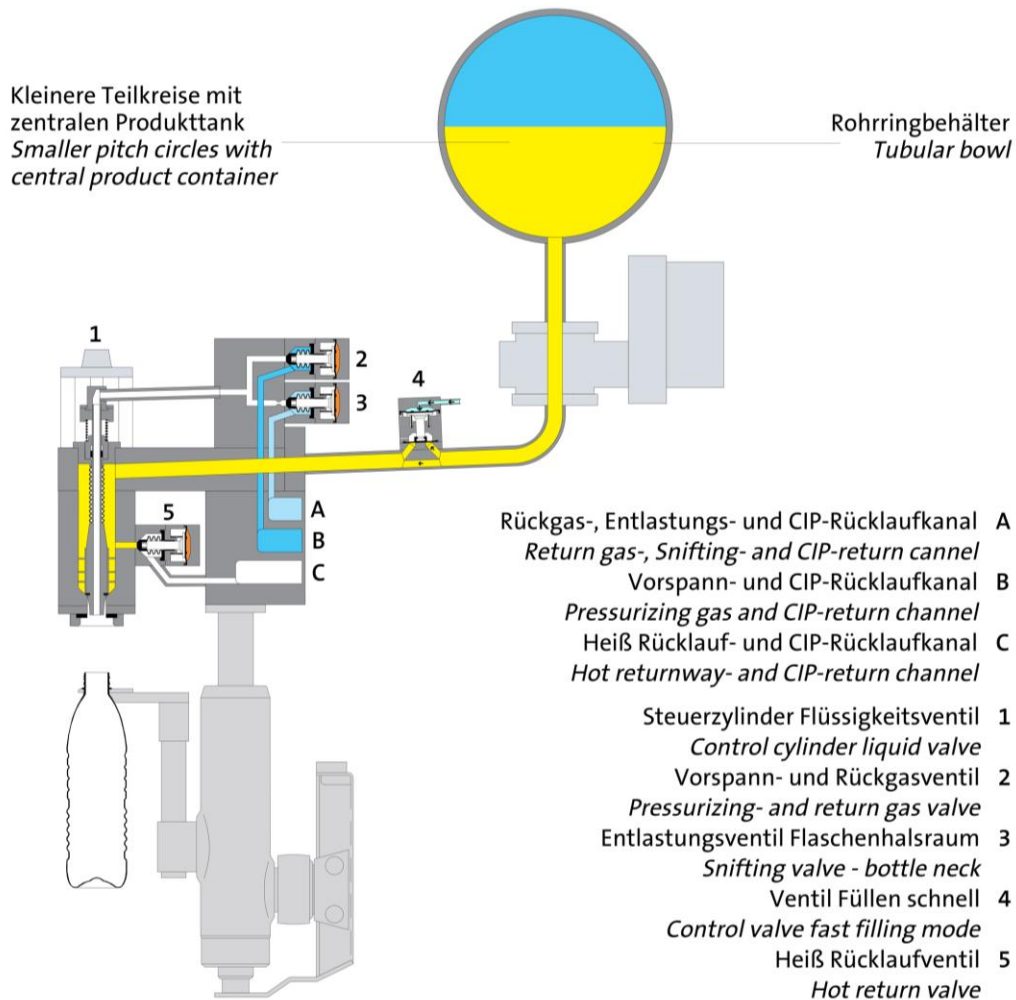 Kleinere Teilkreise mit
zentralen Produkttank
Smaller pitch circles with
central product container
Rohrringbehälter
Tubular bowl
1
2
3
4
5
A
B
C
Rückgas-, Entlastungs- und CIP-Rücklaufkanal A
Return gas-, Snifting- and CIP-return cannel
Vorspann- und CIP-Rücklaufkanal B
Pressurizing gas and CIP-return channel
Heiß Rücklauf- und CIP-Rücklaufkanal C
Hot returnway- and CIP-return channel
Steuerzylinder Flüssigkeitsventil 1
Control cylinder liquid valve
Vorspann- und Rückgasventil 2
Pressurizing- and return gas valve
Entlastungsventil Flaschenhalsraum 3
Snifting valve - bottle neck
Ventil Füllen schnell 4
Control valve fast filling mode
Heiß Rücklaufventil 5
Hot return valve